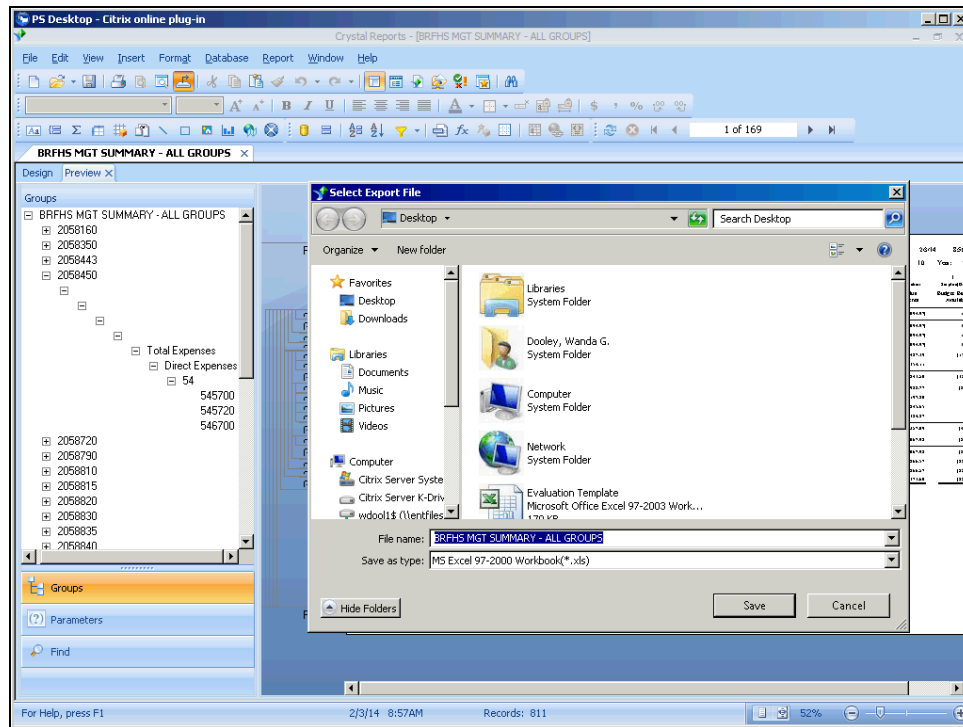 PS Desktop - Citrix online plug-in
Crystal Reports - [BRFHS MGT SUMMARY - ALL GROUPS]
File Edit View Insert Format Database Report Window Help
1 of 169
BRFHS MGT SUMMARY - ALL GROUPS
Design Preview
Groups
BRFHS MGT SUMMARY - ALL GROUPS
2058160
2058350
2058443
2058450
Total Expenses
Direct Expenses
54
545700
545720
546700
2058720
2058790
2058810
2058815
2058820
2058830
2058835
2058840
Groups
Parameters
Find
Select Export File
Desktop
Search Desktop
Organize New folder
Favorites
Desktop
Downloads
Libraries
Documents
Music
Pictures
Videos
Computer
Citrix Server Syste
Citrix Server K-Driv
wdool1$ (\\entfiles
Libraries
System Folder
Dooley, Wanda G.
System Folder
Computer
System Folder
Network
System Folder
Evaluation Template
Microsoft Office Excel 97-2003 Work...
170 KB
File name: BRFHS MGT SUMMARY - ALL GROUPS
Save as type: MS Excel 97-2000 Workbook(*.xls)
Hide Folders Save Cancel
For Help, press F1 2/3/14 8:57AM Records: 811 52%